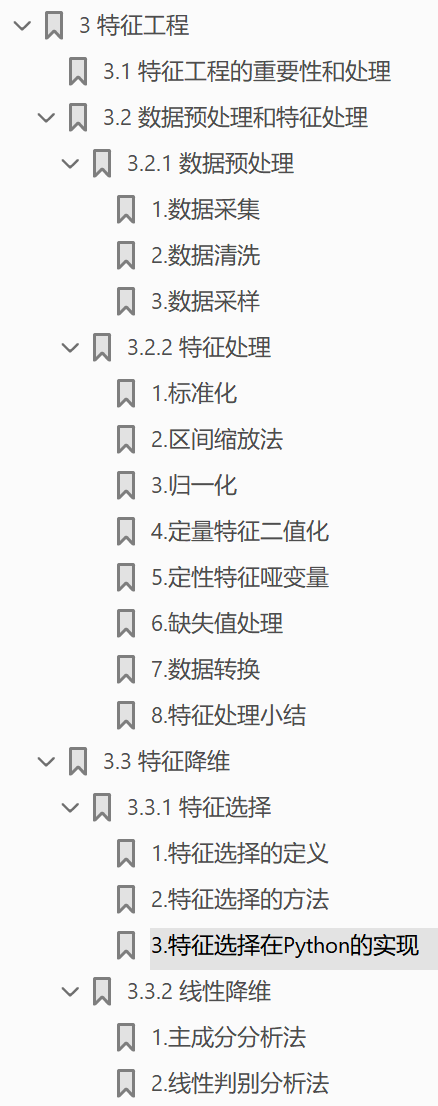 3 特征工程
3.1 特征工程的重要性和处理
3.2 数据预处理和特征处理
3.2.1 数据预处理
1.数据采集
2.数据清洗
3.数据采样
3.2.2 特征处理
1.标准化
2.区间缩放法
3.归一化
4.定量特征二值化
5.定性特征哑变量
6.缺失值处理
7.数据转换
8.特征处理小结
3.3 特征降维
3.3.1 特征选择
1.特征选择的定义
2.特征选择的方法
3.特征选择在Python的实现
3.3.2 线性降维
1.主成分分析法
2.线性判别分析法